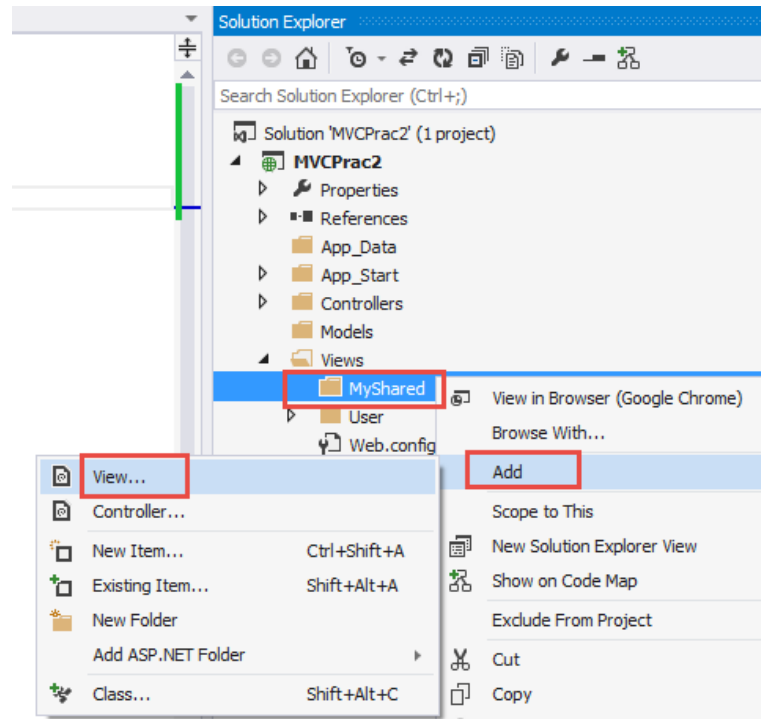 Solution Explorer
Search Solution Explorer (Ctrl+;)
Solution 'MVCPrac2' (1 project)
MVCPrac2
Properties
References
App_Data
App_Start
Controllers
Models
Views
MyShared
User
Web.config
View in Browser (Google Chrome)
Browse With...
Add
Scope to This
New Solution Explorer View
Show on Code Map
Exclude From Project
Cut
Copy
View...
Controller...
New Item... Ctrl+Shift+A
Existing Item... Shift+Alt+A
New Folder
Add ASP.NET Folder
Class... Shift+Alt+C